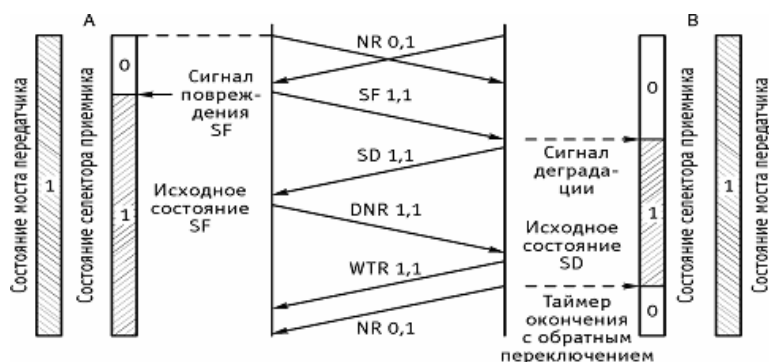 A
B
Состояние моста передатчика
1
Состояние селектора приемника
0
1
Сигнал
повреж-
дения
SF
Исходное
состояние
SF
NR 0,1
SF 1,1
SD 1,1
DNR 1,1
WTR 1,1
NR 0,1
Сигнал
деграда-
ции
Исходное
состояние
SD
Таймер
окончения
с обратным
переключением
0
1
0
Состояние селектора приемника
1
Состояние моста передатчика